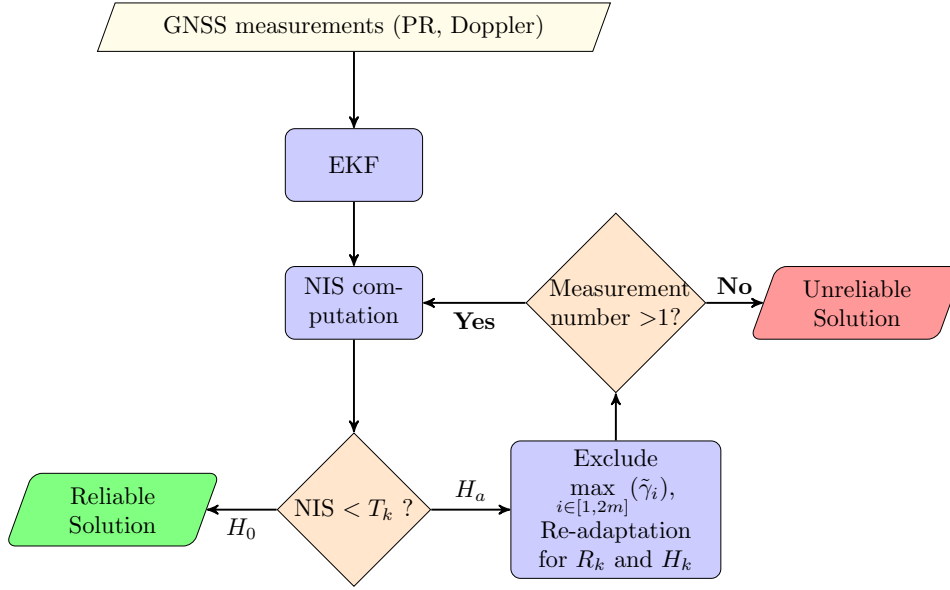 GNSS measurements (PR, Doppler)
EKF
NIS com-
putation
Measurement
number >1?
No
Unreliable
Solution
Yes
Reliable
Solution
H₀
NIS < Tₖ ?
Hₐ
Exclude
max (γ̃ᵢ),
i∈[1,2m]
Re-adaptation
for Rₖ and Hₖ